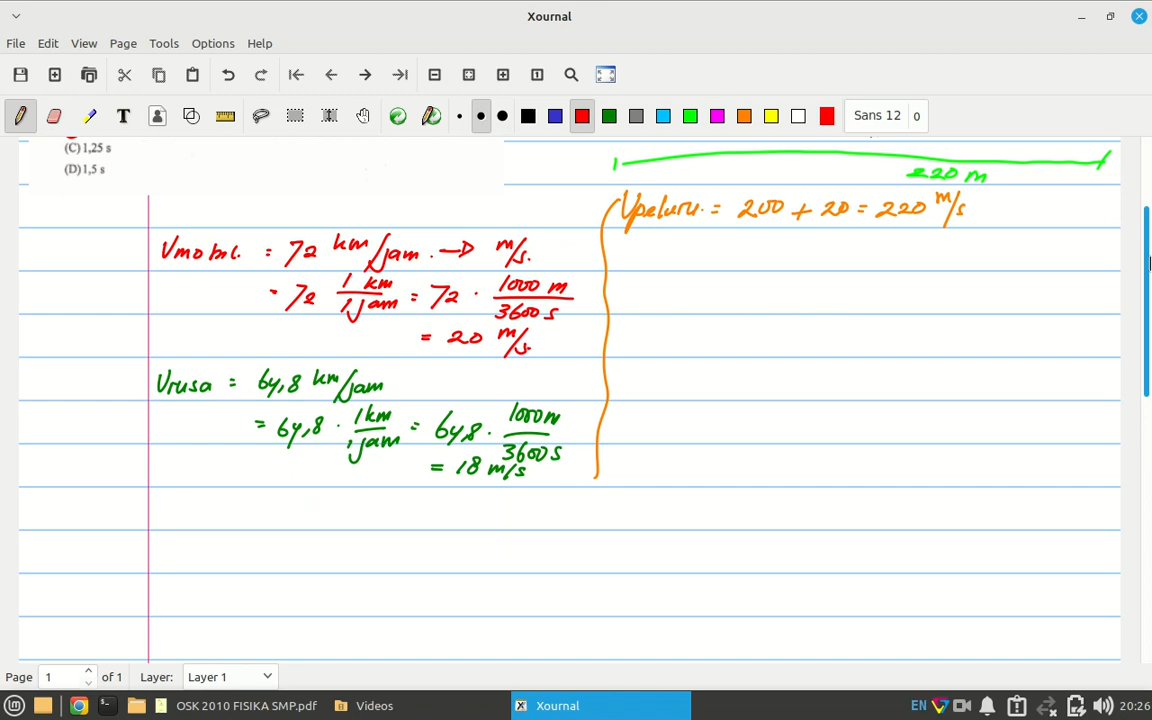 Xournal
File Edit View Page Tools Options Help
Sans 12 0
(C) 1,25 s
(D) 1,5 s
220 m
Vpeluru = 200 + 20 = 220 m/s
Vmobil = 72 km/jam → m/s
= 72 1 km/1 jam = 72 · 1000 m/3600 s
= 20 m/s
Vrusa = 64,8 km/jam
= 64,8 · 1 km/1 jam = 64,8 · 1000 m/3600 s
= 18 m/s
Page 1 of 1 Layer: Layer 1
OSK 2010 FISIKA SMP.pdf Videos Xournal EN 20:26